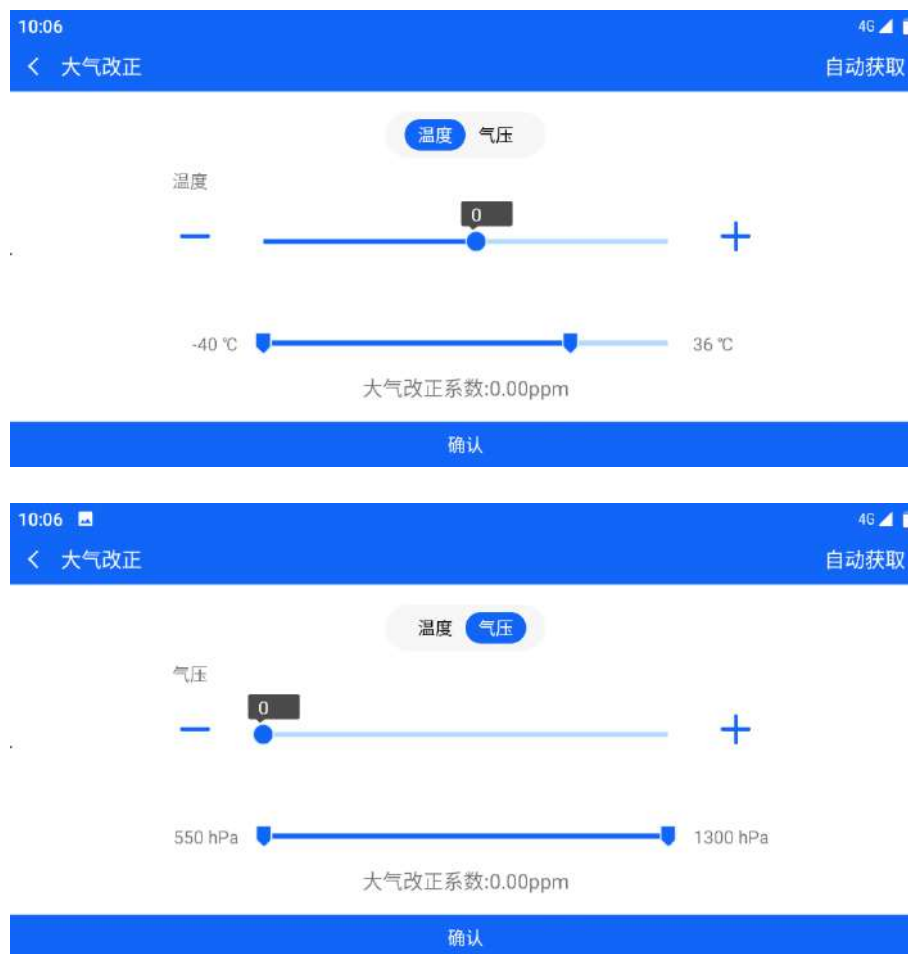 10:06 4G
大气改正 自动获取
温度 气压
温度
0
-40 ℃ 36 ℃
大气改正系数:0.00ppm
确认
10:06 4G
大气改正 自动获取
温度 气压
气压
0
550 hPa 1300 hPa
大气改正系数:0.00ppm
确认